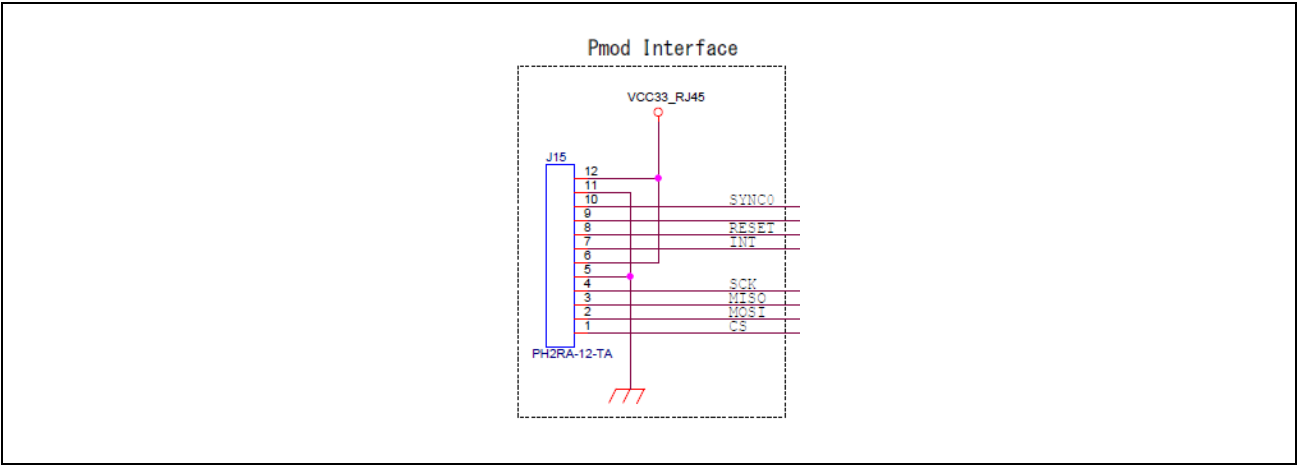 Pmod Interface
VCC33_RJ45
J15
12
11
10 SYNC0
9
8 RESET
7 INT
6
5
4 SCK
3 MISO
2 MOSI
1 CS
PH2RA-12-TA